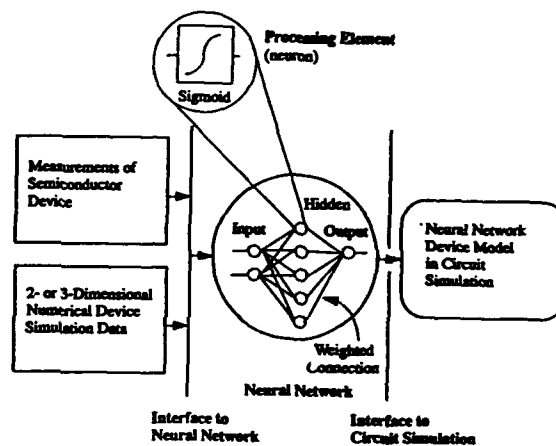 Processing Element
(neuron)
Sigmoid
Measurements of
Semiconductor
Device
Hidden
Input
Output
Neural Network
Device Model
in Circuit
Simulation
2- or 3-Dimensional
Numerical Device
Simulation Data
Weighted
Connection
Neural Network
Interface to
Neural Network
Interface to
Circuit Simulation